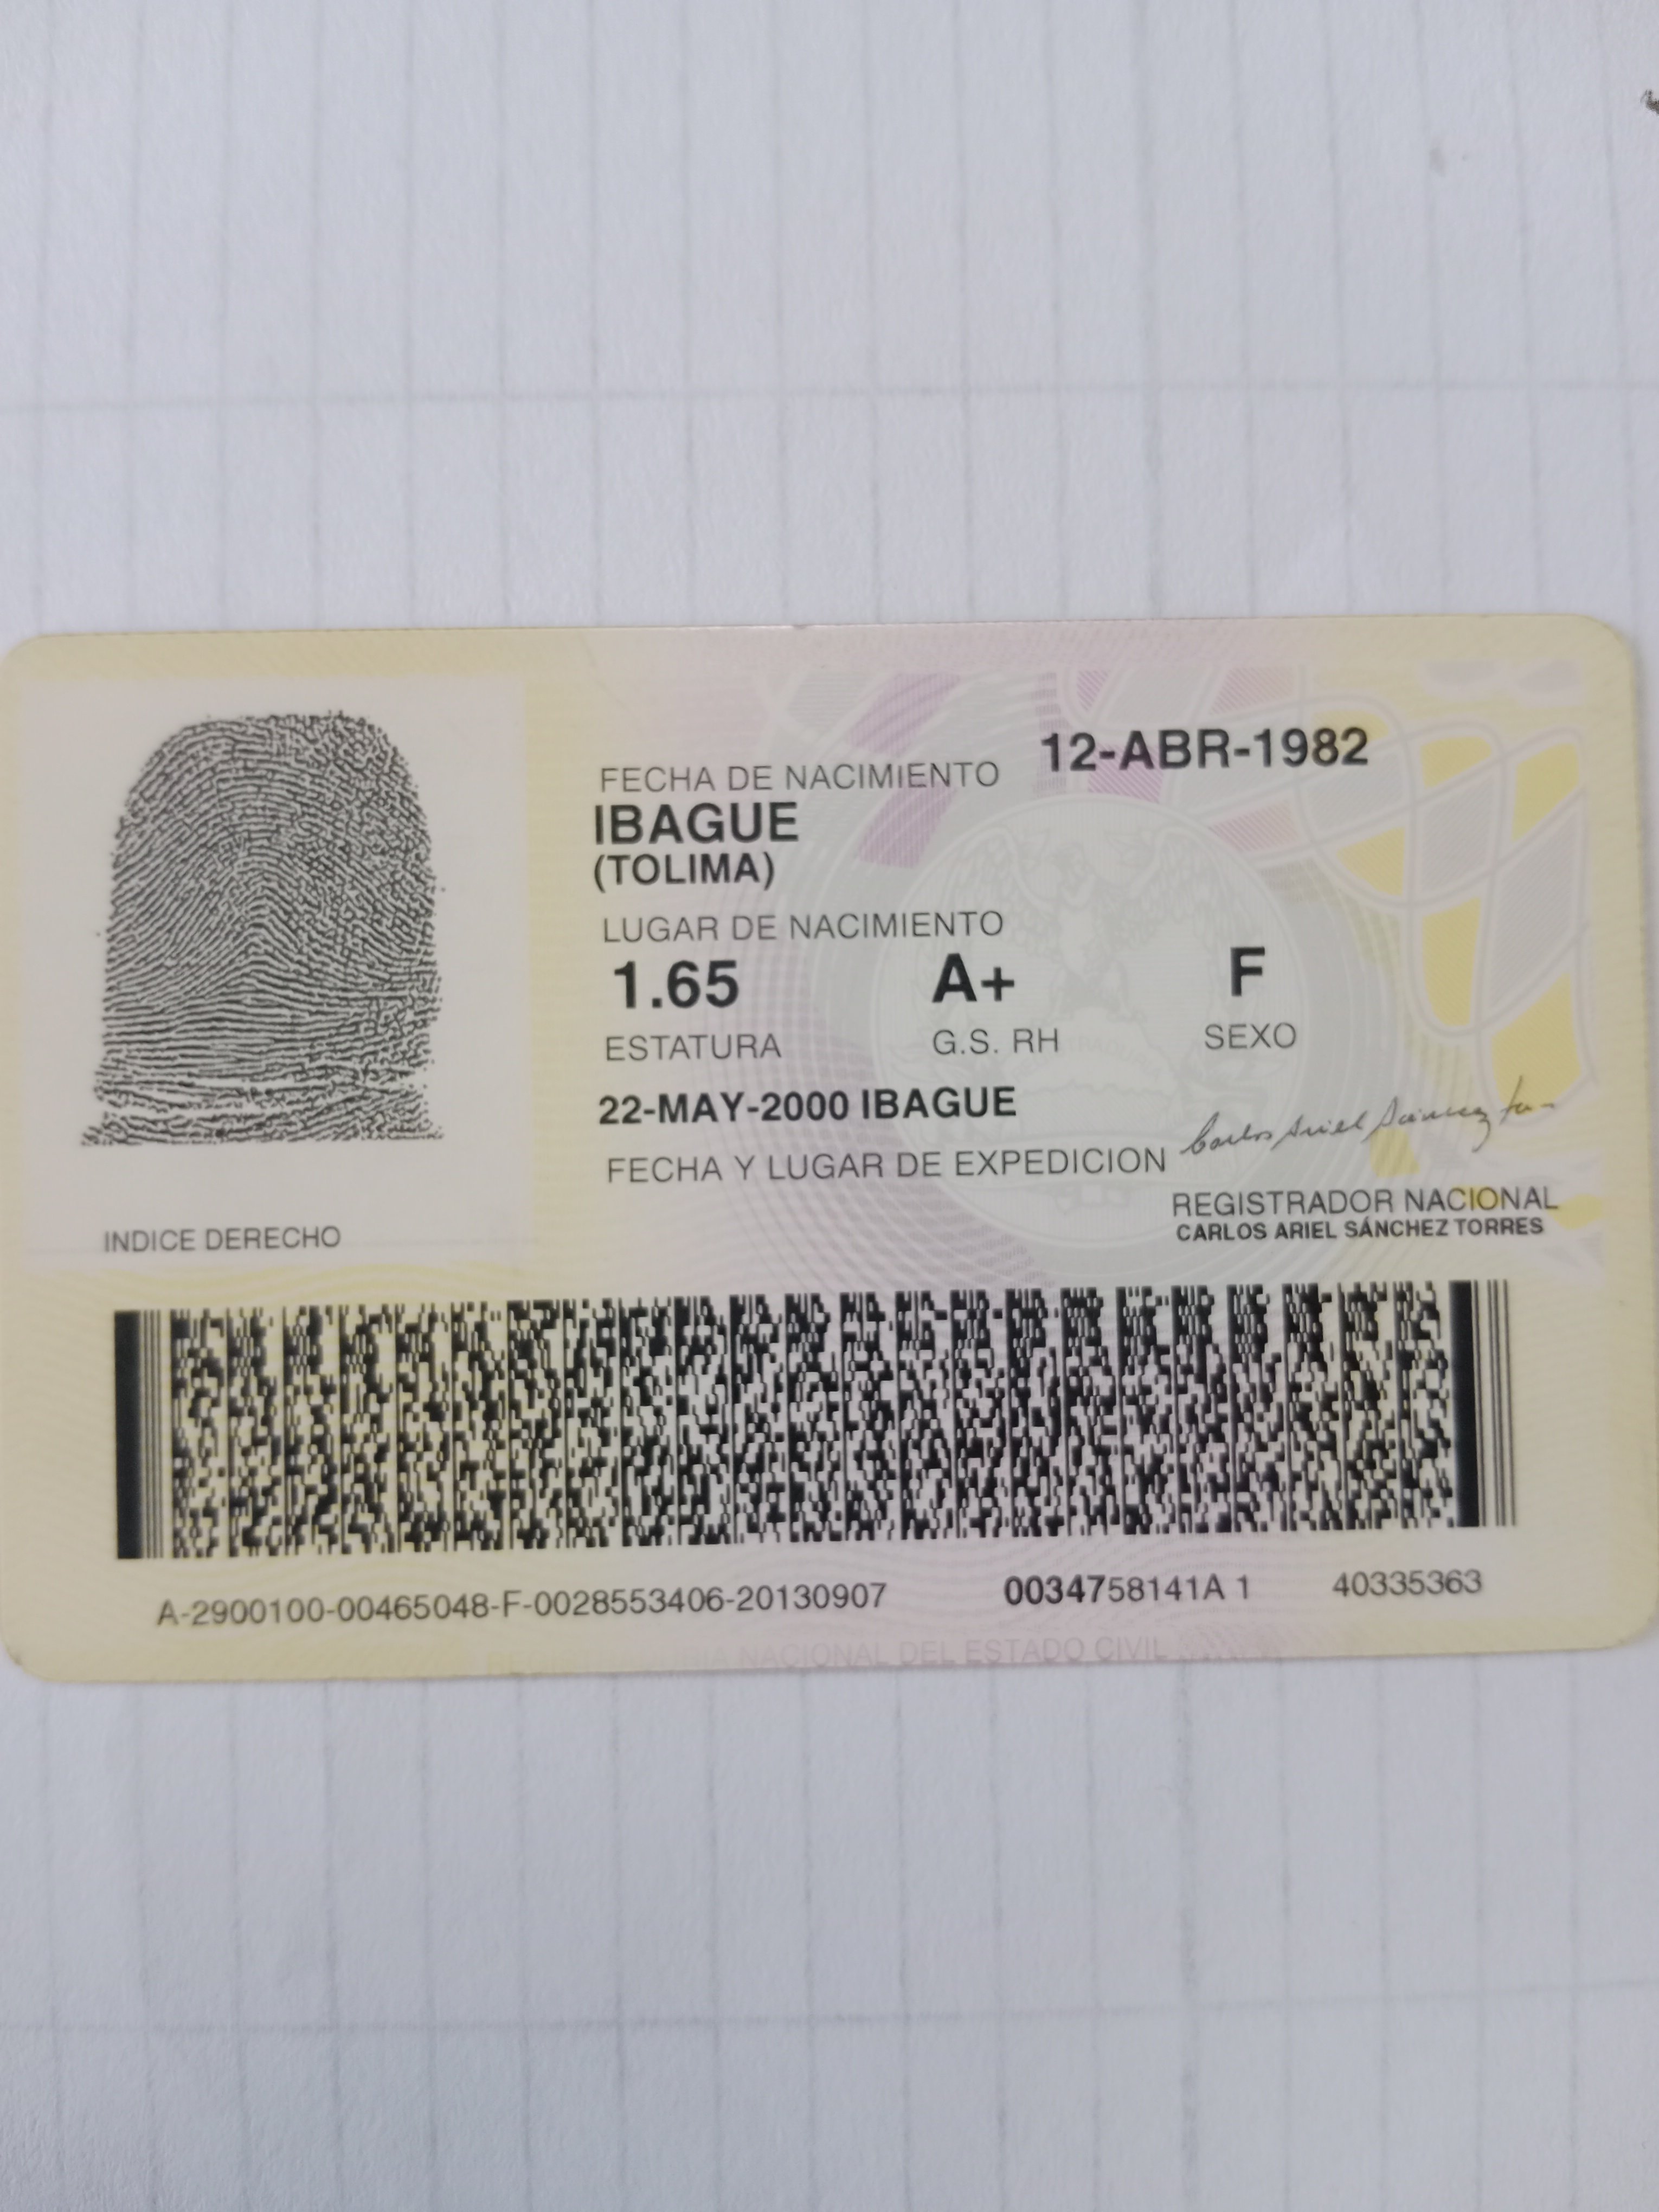 12-ABR-1982
FECHA DE NACIMIENTO
IBAGUE
(TOLIMA)
LUGAR DE NACIMIENTO
1.65 A+ F
ESTATURA G.S. RH SEXO
22-MAY-2000 IBAGUE
FECHA Y LUGAR DE EXPEDICION
Carlos Ariel Sánchez
REGISTRADOR NACIONAL
CARLOS ARIEL SÁNCHEZ TORRES
INDICE DERECHO
A-2900100-00465048-F-0028553406-20130907 0034758141A 1 40335363
NACIONAL DEL ESTADO CIVIL